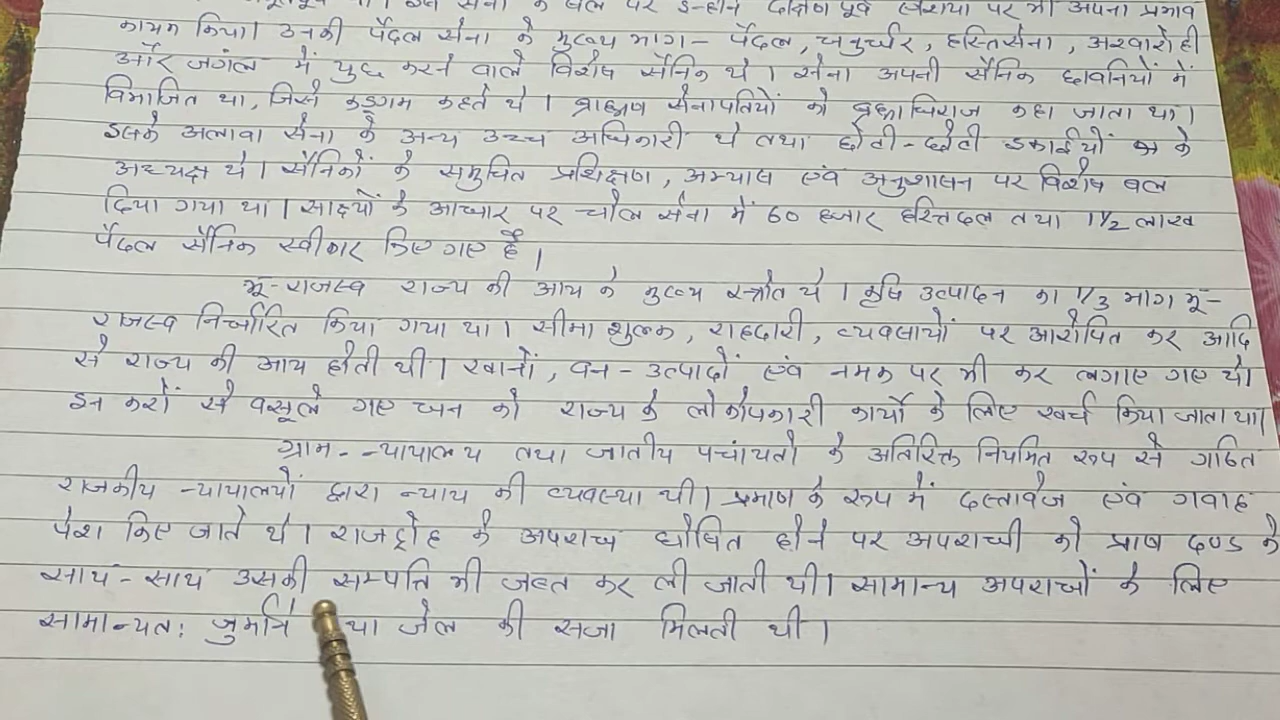 पर इन्होंने दक्षिण पूर्व एशिया पर भी अपना प्रभाव
कायम किया। उनकी पैदल सेना के मुख्य भाग - पैदल, धनुर्धर, हस्तिसेना, अश्वारोही
और जंगल में युद्ध करने वाले विशेष सैनिक थे। सेना अपनी सैनिक छावनियों में
विभाजित था, जिसे कड़गम कहते थे। ब्राह्मण सेनापतियों को ब्रह्माधिराज कहा जाता था।
इसके अलावा सेना के अन्य उच्च अधिकारी थे तथा छोटी-छोटी इकाईयों के
अध्यक्ष थे। सैनिकों के समुचित प्रशिक्षण, अभ्यास एवं अनुशासन पर विशेष बल
दिया गया था। साक्ष्यों के आधार पर चोल सेना में 60 हजार हस्तिदल तथा 1½ लाख
पैदल सैनिक स्वीकार किए गए हैं।
भू-राजस्व राज्य की आय के मुख्य स्त्रोत थे। कृषि उत्पादन का 1/3 भाग भू-
राजस्व निर्धारित किया गया था। सीमा शुल्क, राहदारी, व्यवसायों पर आरोपित कर आदि
से राज्य की आय होती थी। खानों, वन-उत्पादों एवं नमक पर भी कर लगाए गए थे।
इन करों से वसूले गए धन को राज्य के लोकोपकारी कार्यों के लिए खर्च किया जाता था।
ग्राम-न्यायालय तथा जातीय पचांयतो के अतिरिक्त नियमित रूप से गठित
राजकीय न्यायालयों द्वारा न्याय की व्यवस्था थी। प्रमाण के रूप में दस्तावेज एवं गवाह
पेश किए जाते थे। राजद्रोह के अपराध घोषित होने पर अपराधी को प्राण दण्ड के
साथ-साथ उसकी सम्पत्ति भी जब्त कर ली जाती थी। सामान्य अपराधों के लिए
सामान्यतः जुर्माने था जेल की सजा मिलती थी।